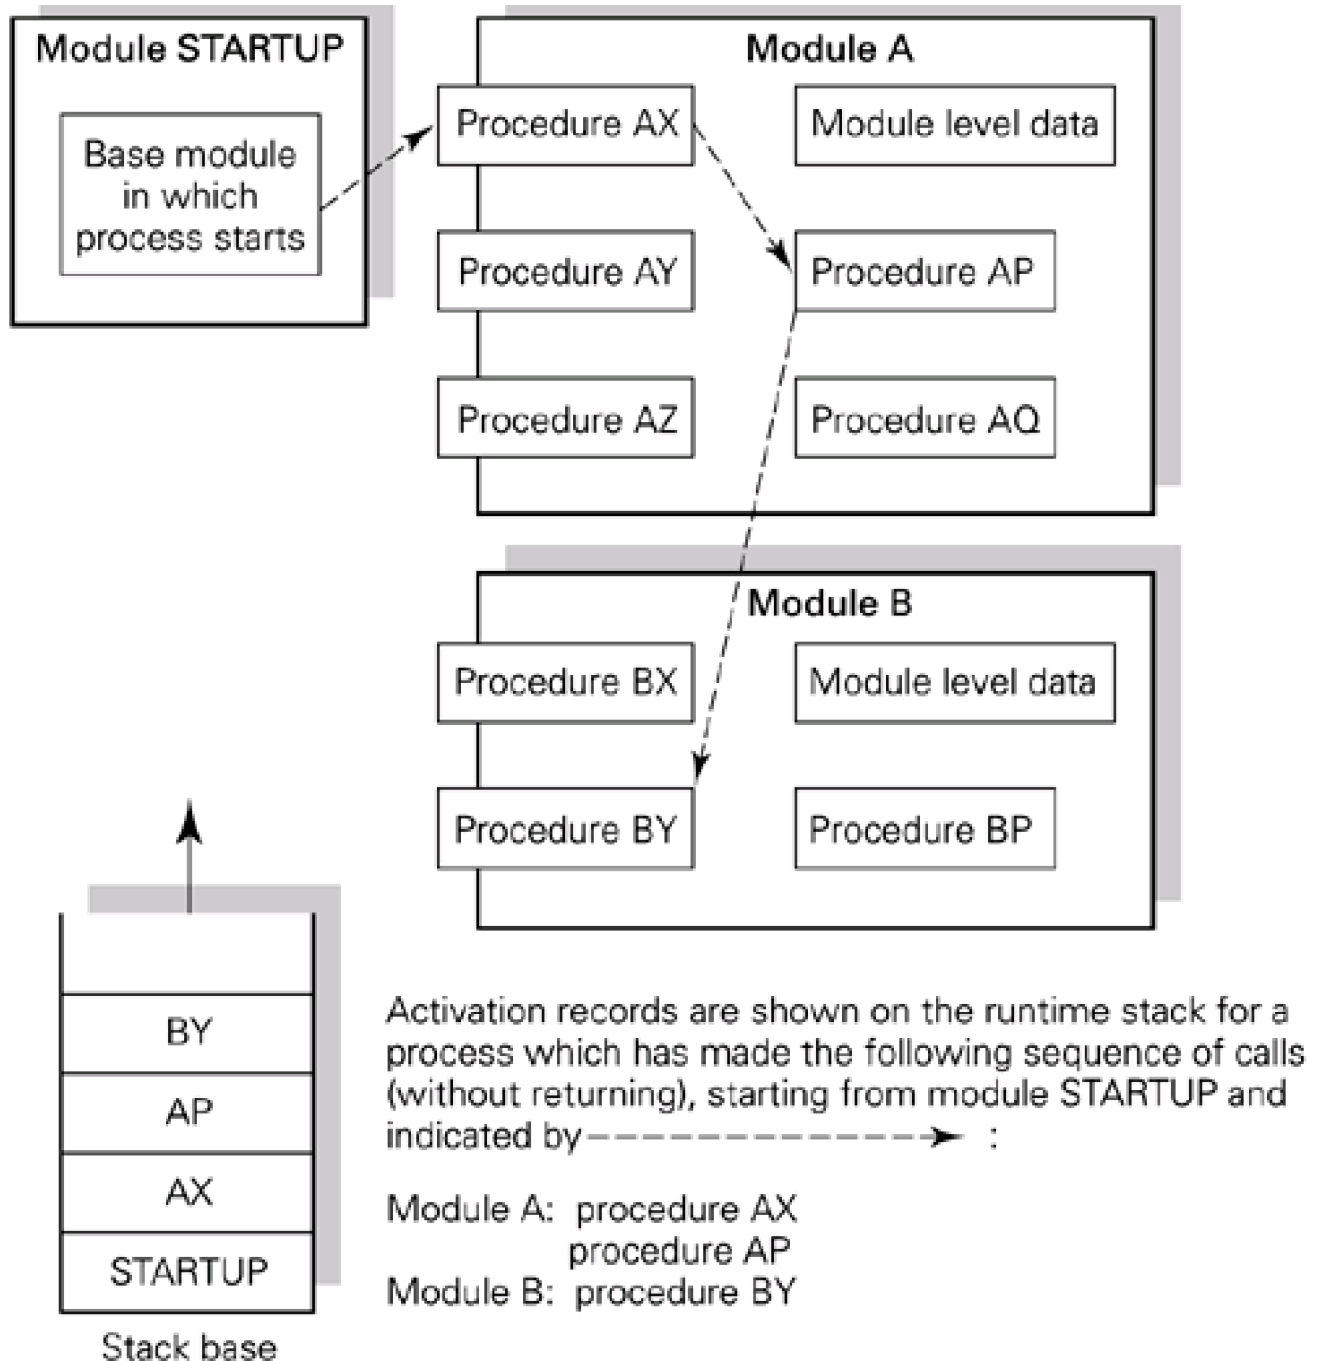 Module STARTUP
Base module
in which
process starts
Module A
Procedure AX
Module level data
Procedure AY
Procedure AP
Procedure AZ
Procedure AQ
Module B
Procedure BX
Module level data
Procedure BY
Procedure BP
BY
AP
AX
STARTUP
Stack base
Activation records are shown on the runtime stack for a
process which has made the following sequence of calls
(without returning), starting from module STARTUP and
indicated by :
Module A: procedure AX
procedure AP
Module B: procedure BY